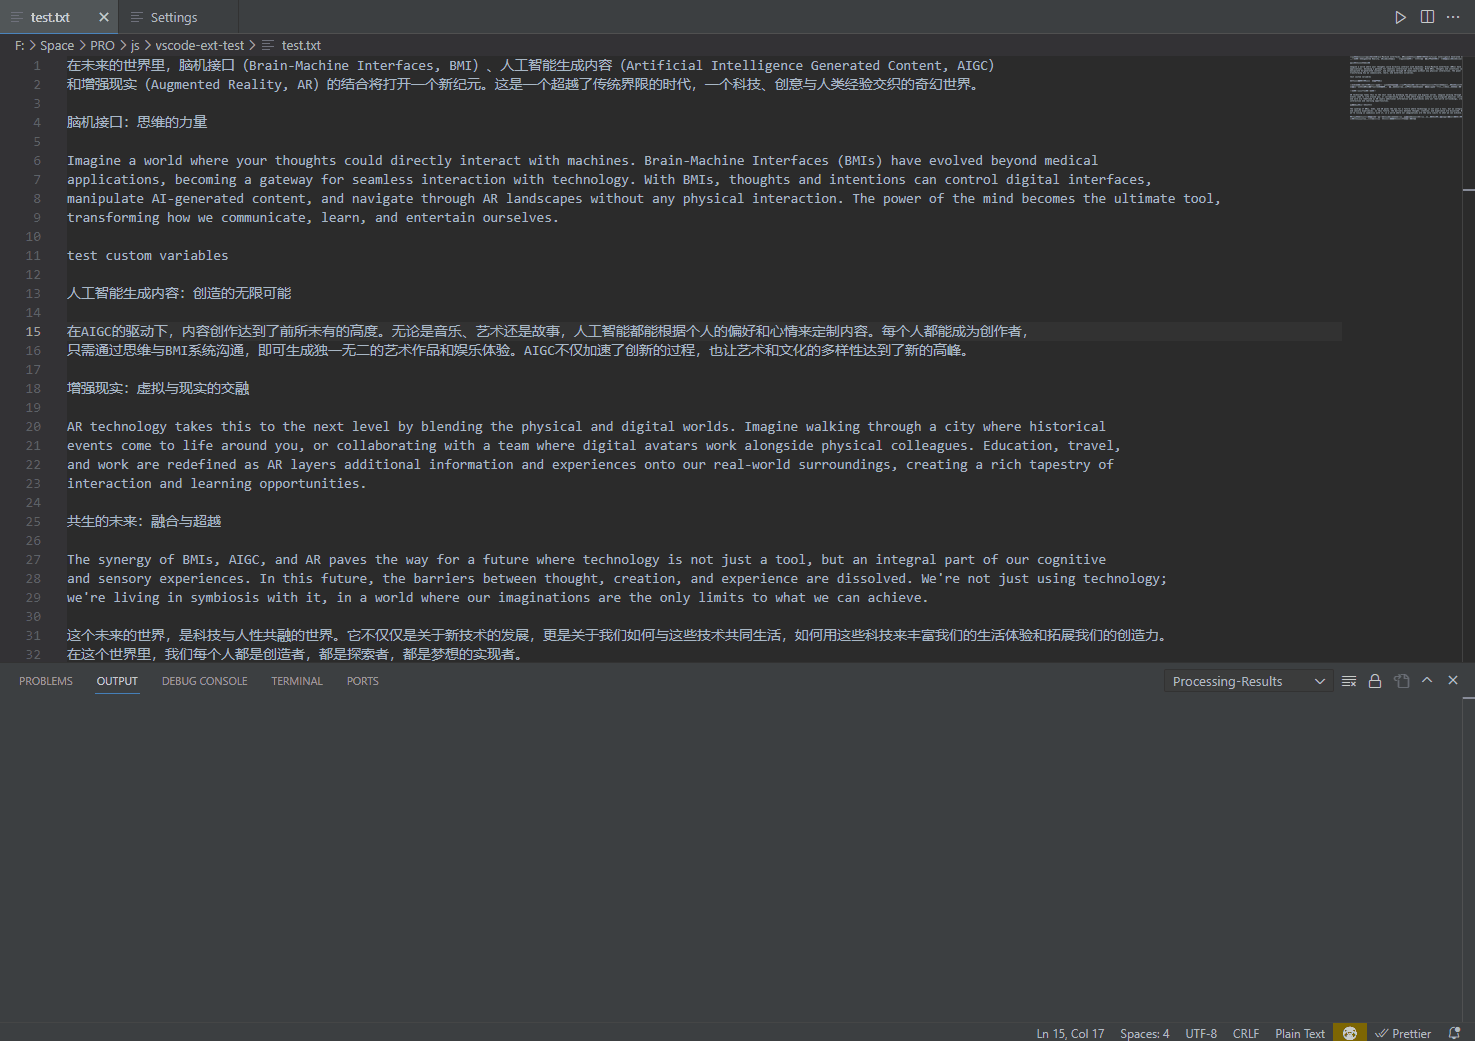 test.txt
Settings
F: > Space > PRO > js > vscode-ext-test > test.txt
1 在未来的世界里，脑机接口（Brain-Machine Interfaces, BMI）、人工智能生成内容（Artificial Intelligence Generated Content, AIGC）
2 和增强现实（Augmented Reality, AR）的结合将打开一个新纪元。这是一个超越了传统界限的时代，一个科技、创意与人类经验交织的奇幻世界。
3
4 脑机接口：思维的力量
5
6 Imagine a world where your thoughts could directly interact with machines. Brain-Machine Interfaces (BMIs) have evolved beyond medical
7 applications, becoming a gateway for seamless interaction with technology. With BMIs, thoughts and intentions can control digital interfaces,
8 manipulate AI-generated content, and navigate through AR landscapes without any physical interaction. The power of the mind becomes the ultimate tool,
9 transforming how we communicate, learn, and entertain ourselves.
10
11 test custom variables
12
13 人工智能生成内容：创造的无限可能
14
15 在AIGC的驱动下，内容创作达到了前所未有的高度。无论是音乐、艺术还是故事，人工智能都能根据个人的偏好和心情来定制内容。每个人都能成为创作者，
16 只需通过思维与BMI系统沟通，即可生成独一无二的艺术作品和娱乐体验。AIGC不仅加速了创新的过程，也让艺术和文化的多样性达到了新的高峰。
17
18 增强现实：虚拟与现实的交融
19
20 AR technology takes this to the next level by blending the physical and digital worlds. Imagine walking through a city where historical
21 events come to life around you, or collaborating with a team where digital avatars work alongside physical colleagues. Education, travel,
22 and work are redefined as AR layers additional information and experiences onto our real-world surroundings, creating a rich tapestry of
23 interaction and learning opportunities.
24
25 共生的未来：融合与超越
26
27 The synergy of BMIs, AIGC, and AR paves the way for a future where technology is not just a tool, but an integral part of our cognitive
28 and sensory experiences. In this future, the barriers between thought, creation, and experience are dissolved. We're not just using technology;
29 we're living in symbiosis with it, in a world where our imaginations are the only limits to what we can achieve.
30
31 这个未来的世界，是科技与人性共融的世界。它不仅仅是关于新技术的发展，更是关于我们如何与这些技术共同生活，如何用这些科技来丰富我们的生活体验和拓展我们的创造力。
32 在这个世界里，我们每个人都是创造者，都是探索者，都是梦想的实现者。
PROBLEMS OUTPUT DEBUG CONSOLE TERMINAL PORTS Processing-Results
Ln 15, Col 17 Spaces: 4 UTF-8 CRLF Plain Text Prettier